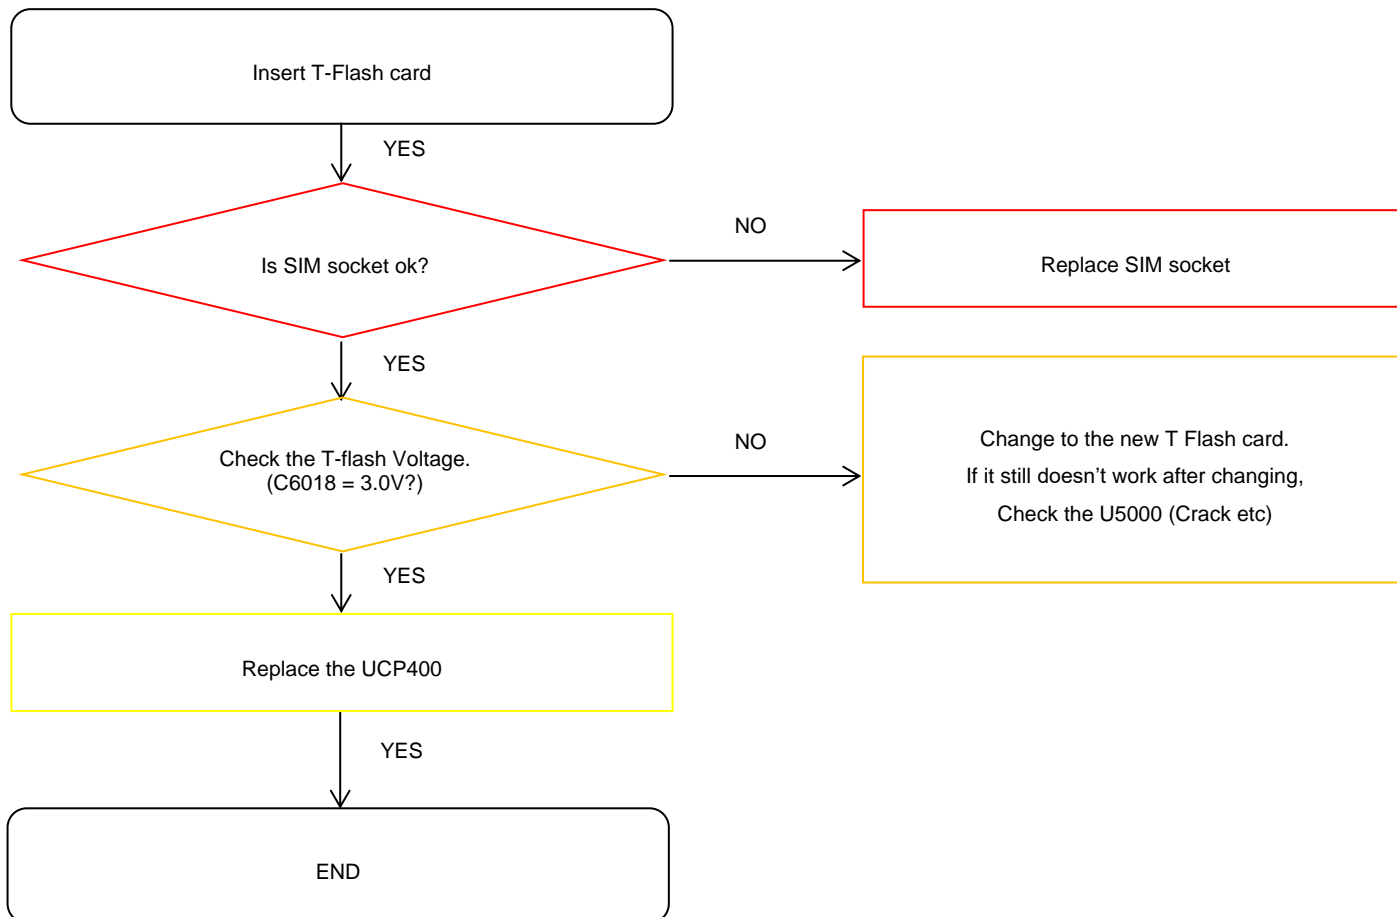 Insert T-Flash card
YES
NO
Is SIM socket ok?
Replace SIM socket
YES
NO
Check the T-flash Voltage.
(C6018 = 3.0V?)
Change to the new T Flash card.
If it still doesn’t work after changing,
Check the U5000 (Crack etc)
YES
Replace the UCP400
YES
END